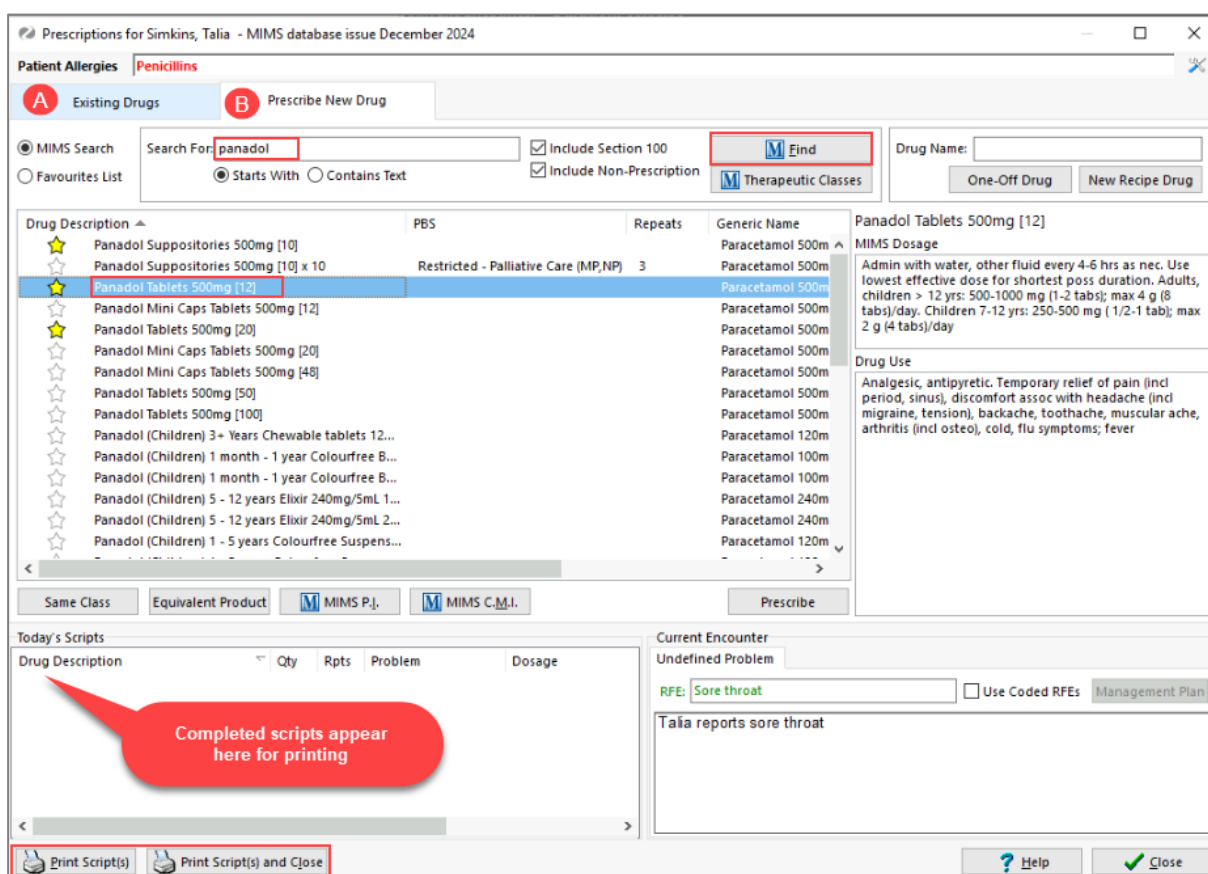 Prescriptions for Simkins, Talia - MIMS database issue December 2024
Patient Allergies Penicillins
A Existing Drugs B Prescribe New Drug
MIMS Search Search For: panadol Include Section 100 M Find Drug Name:
Favourites List Starts With Contains Text Include Non-Prescription M Therapeutic Classes One-Off Drug New Recipe Drug
Drug Description PBS Repeats Generic Name
Panadol Suppositories 500mg [10] Paracetamol 500m
Panadol Suppositories 500mg [10] x 10 Restricted - Palliative Care (MP,NP) 3 Paracetamol 500m
Panadol Tablets 500mg [12] Paracetamol 500m
Panadol Mini Caps Tablets 500mg [12] Paracetamol 500m
Panadol Tablets 500mg [20] Paracetamol 500m
Panadol Mini Caps Tablets 500mg [20] Paracetamol 500m
Panadol Mini Caps Tablets 500mg [48] Paracetamol 500m
Panadol Tablets 500mg [50] Paracetamol 500m
Panadol Tablets 500mg [100] Paracetamol 500m
Panadol (Children) 3+ Years Chewable tablets 12... Paracetamol 120m
Panadol (Children) 1 month - 1 year Colourfree B... Paracetamol 100m
Panadol (Children) 1 month - 1 year Colourfree B... Paracetamol 100m
Panadol (Children) 5 - 12 years Elixir 240mg/5mL 1... Paracetamol 240m
Panadol (Children) 5 - 12 years Elixir 240mg/5mL 2... Paracetamol 240m
Panadol (Children) 1 - 5 years Colourfree Suspens... Paracetamol 120m
Panadol Tablets 500mg [12]
MIMS Dosage
Admin with water, other fluid every 4-6 hrs as nec. Use
lowest effective dose for shortest poss duration. Adults,
children > 12 yrs: 500-1000 mg (1-2 tabs); max 4 g (8
tabs)/day. Children 7-12 yrs: 250-500 mg ( 1/2-1 tab); max
2 g (4 tabs)/day
Drug Use
Analgesic, antipyretic. Temporary relief of pain (incl
period, sinus), discomfort assoc with headache (incl
migraine, tension), backache, toothache, muscular ache,
arthritis (incl osteo), cold, flu symptoms; fever
Same Class Equivalent Product M MIMS P.I. M MIMS C.M.I. Prescribe
Today's Scripts
Drug Description Qty Rpts Problem Dosage
Completed scripts appear
here for printing
Current Encounter
Undefined Problem
RFE: Sore throat Use Coded RFEs Management Plan
Talia reports sore throat
Print Script(s) Print Script(s) and Close Help Close